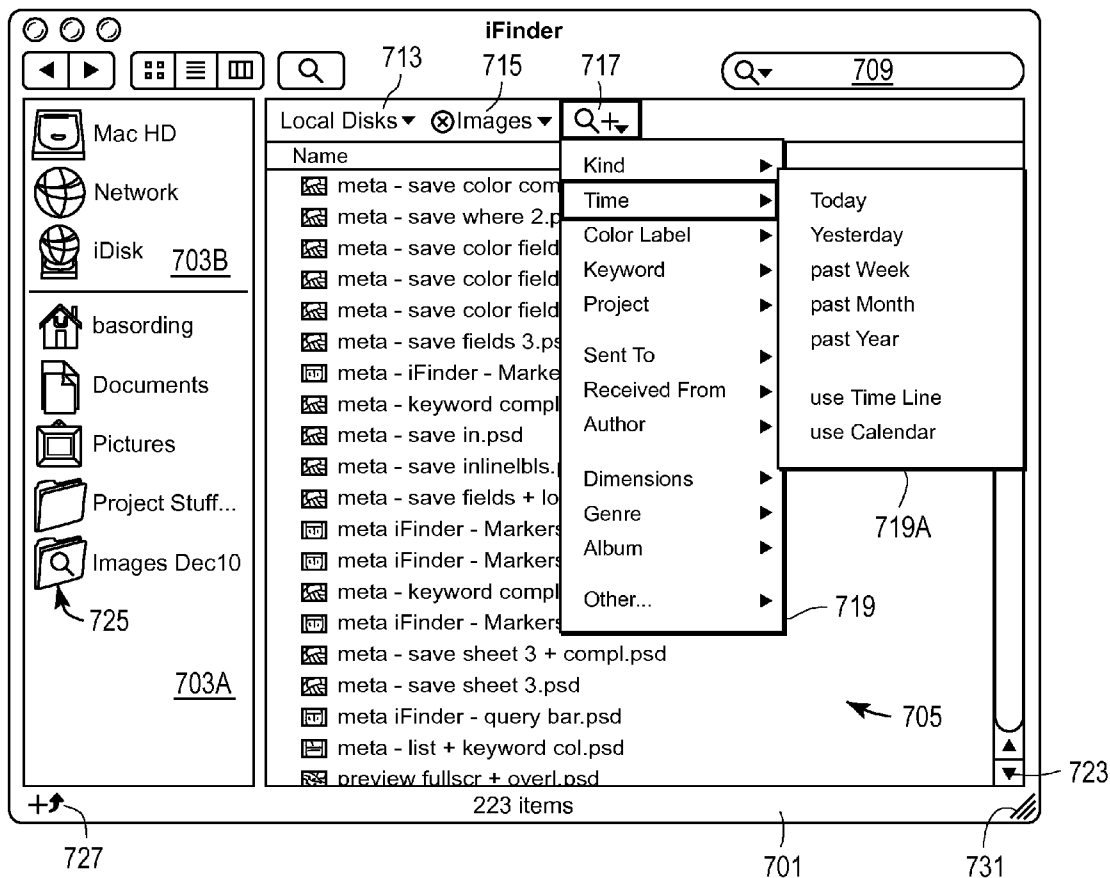 iFinder
713
715
717
709
Local Disks
Images
Name
Mac HD
Network
iDisk
703B
basording
Documents
Pictures
Project Stuff...
Images Dec10
725
703A
meta - save color com
meta - save where 2.p
meta - save color field
meta - save color field
meta - save color field
meta - save fields 3.ps
meta - iFinder - Marke
meta - keyword compl
meta - save in.psd
meta - save inlinelbls.
meta - save fields + lo
meta iFinder - Markers
meta iFinder - Markers
meta - keyword compl
meta iFinder - Markers
meta - save sheet 3 + compl.psd
meta - save sheet 3.psd
meta iFinder - query bar.psd
meta - list + keyword col.psd
preview fullscr + overl.psd
Kind
Time
Color Label
Keyword
Project
Sent To
Received From
Author
Dimensions
Genre
Album
Other...
Today
Yesterday
past Week
past Month
past Year
use Time Line
use Calendar
719A
719
705
723
223 items
727
701
731